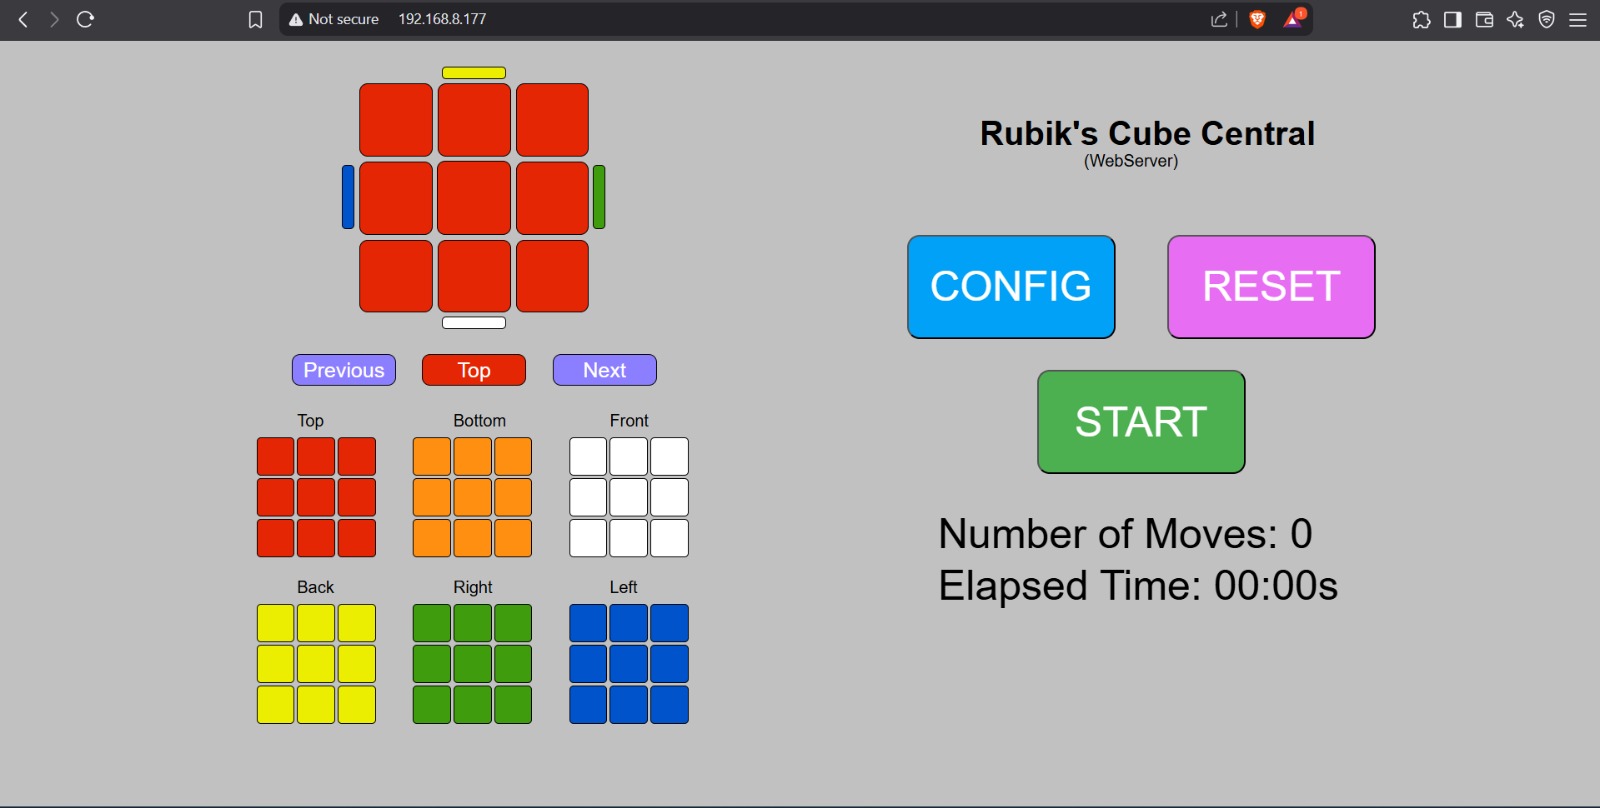 Not secure 192.168.8.177
1
Rubik's Cube Central
(WebServer)
CONFIG RESET
START
Number of Moves: 0
Elapsed Time: 00:00s
Previous Top Next
Top Bottom Front
Back Right Left